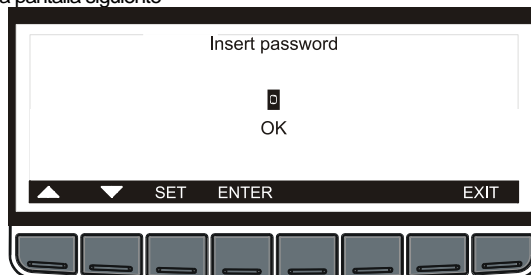 a pantalla siguiente
Insert password
0
OK
SET ENTER EXIT